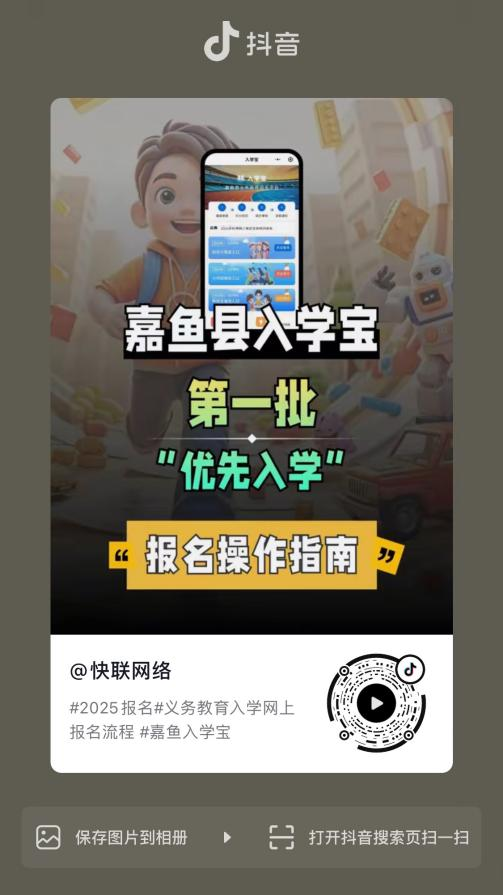 抖音
入学宝
嘉鱼县入学宝
第一批
“优先入学”
“报名操作指南”
@快联网络
#2025报名#义务教育入学网上
报名流程 #嘉鱼入学宝
保存图片到相册
打开抖音搜索页扫一扫